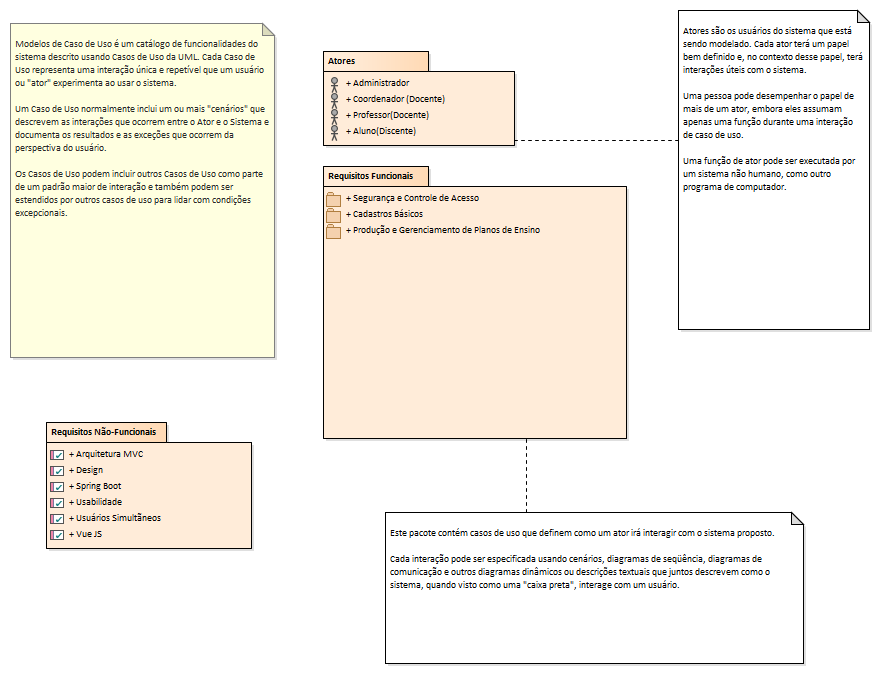 Modelos de Caso de Uso é um catálogo de funcionalidades do
sistema descrito usando Casos de Uso da UML. Cada Caso de
Uso representa uma interação única e repetível que um usuário
ou "ator" experimenta ao usar o sistema.
Um Caso de Uso normalmente inclui um ou mais "cenários" que
descrevem as interações que ocorrem entre o Ator e o Sistema e
documenta os resultados e as exceções que ocorrem da
perspectiva do usuário.
Os Casos de Uso podem incluir outros Casos de Uso como parte
de um padrão maior de interação e também podem ser
estendidos por outros casos de uso para lidar com condições
excepcionais.
Atores
+ Administrador
+ Coordenador (Docente)
+ Professor(Docente)
+ Aluno(Discente)
Atores são os usuários do sistema que está
sendo modelado. Cada ator terá um papel
bem definido e, no contexto desse papel, terá
interações úteis com o sistema.
Uma pessoa pode desempenhar o papel de
mais de um ator, embora eles assumam
apenas uma função durante uma interação
de caso de uso.
Uma função de ator pode ser executada por
um sistema não humano, como outro
programa de computador.
Requisitos Funcionais
+ Segurança e Controle de Acesso
+ Cadastros Básicos
+ Produção e Gerenciamento de Planos de Ensino
Requisitos Não-Funcionais
+ Arquitetura MVC
+ Design
+ Spring Boot
+ Usabilidade
+ Usuários Simultâneos
+ Vue JS
Este pacote contém casos de uso que definem como um ator irá interagir com o sistema proposto.
Cada interação pode ser especificada usando cenários, diagramas de seqüência, diagramas de
comunicação e outros diagramas dinâmicos ou descrições textuais que juntos descrevem como o
sistema, quando visto como uma "caixa preta", interage com um usuário.